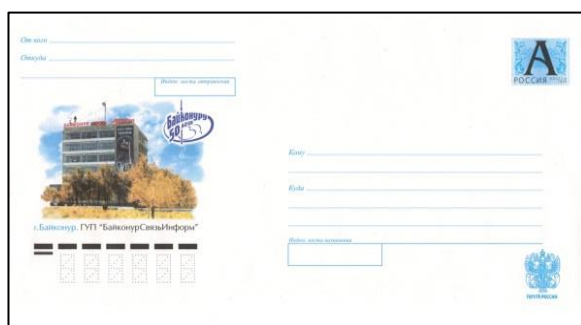 От кого
Откуда
Индекс места отправления
А
РОССИЯ
Байконуру
50 лет
Кому
Куда
г.Байконур. ГУП "БайконурСвязьИнформ"
Индекс места назначения
ПОЧТА РОССИИ